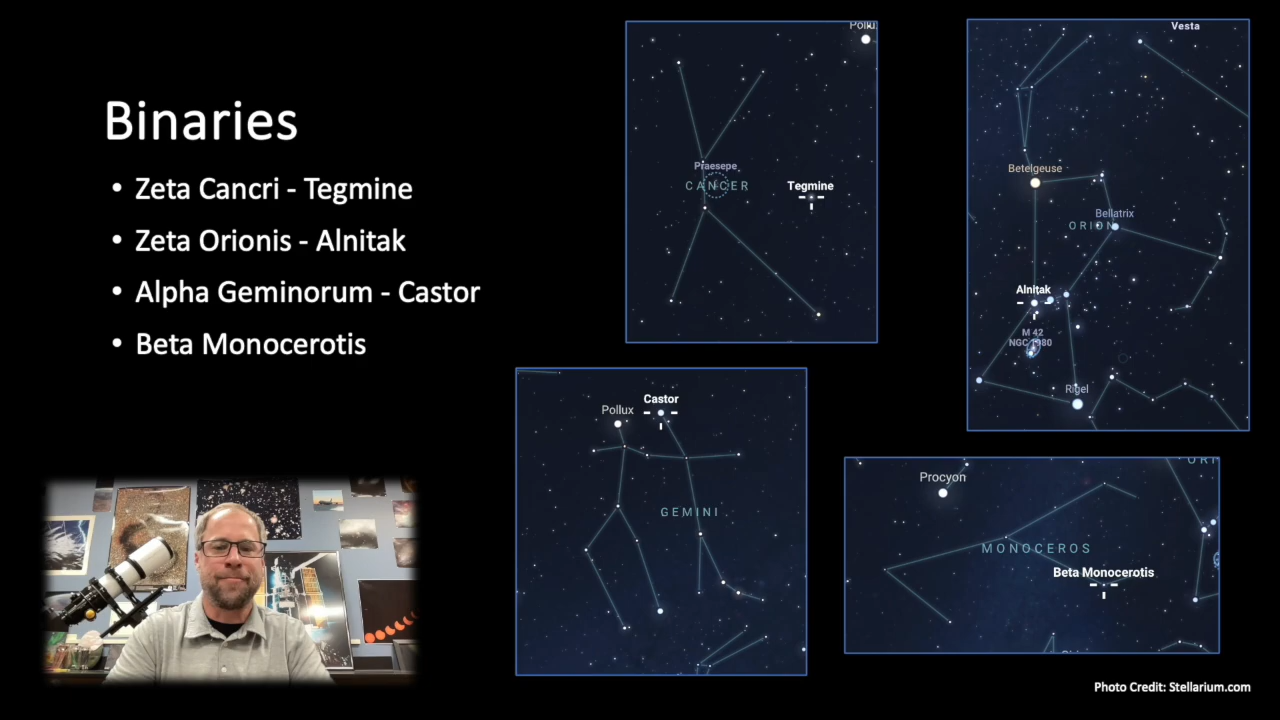 Binaries
• Zeta Cancri - Tegmine
• Zeta Orionis - Alnitak
• Alpha Geminorum - Castor
• Beta Monocerotis
Praesepe
CANCER
Tegmine
Vesta
Betelgeuse
Bellatrix
ORION
Alnitak
M 42
NGC 1980
Rigel
Castor
Pollux
GEMINI
Procyon
MONOCEROS
Beta Monocerotis
Photo Credit: Stellarium.com